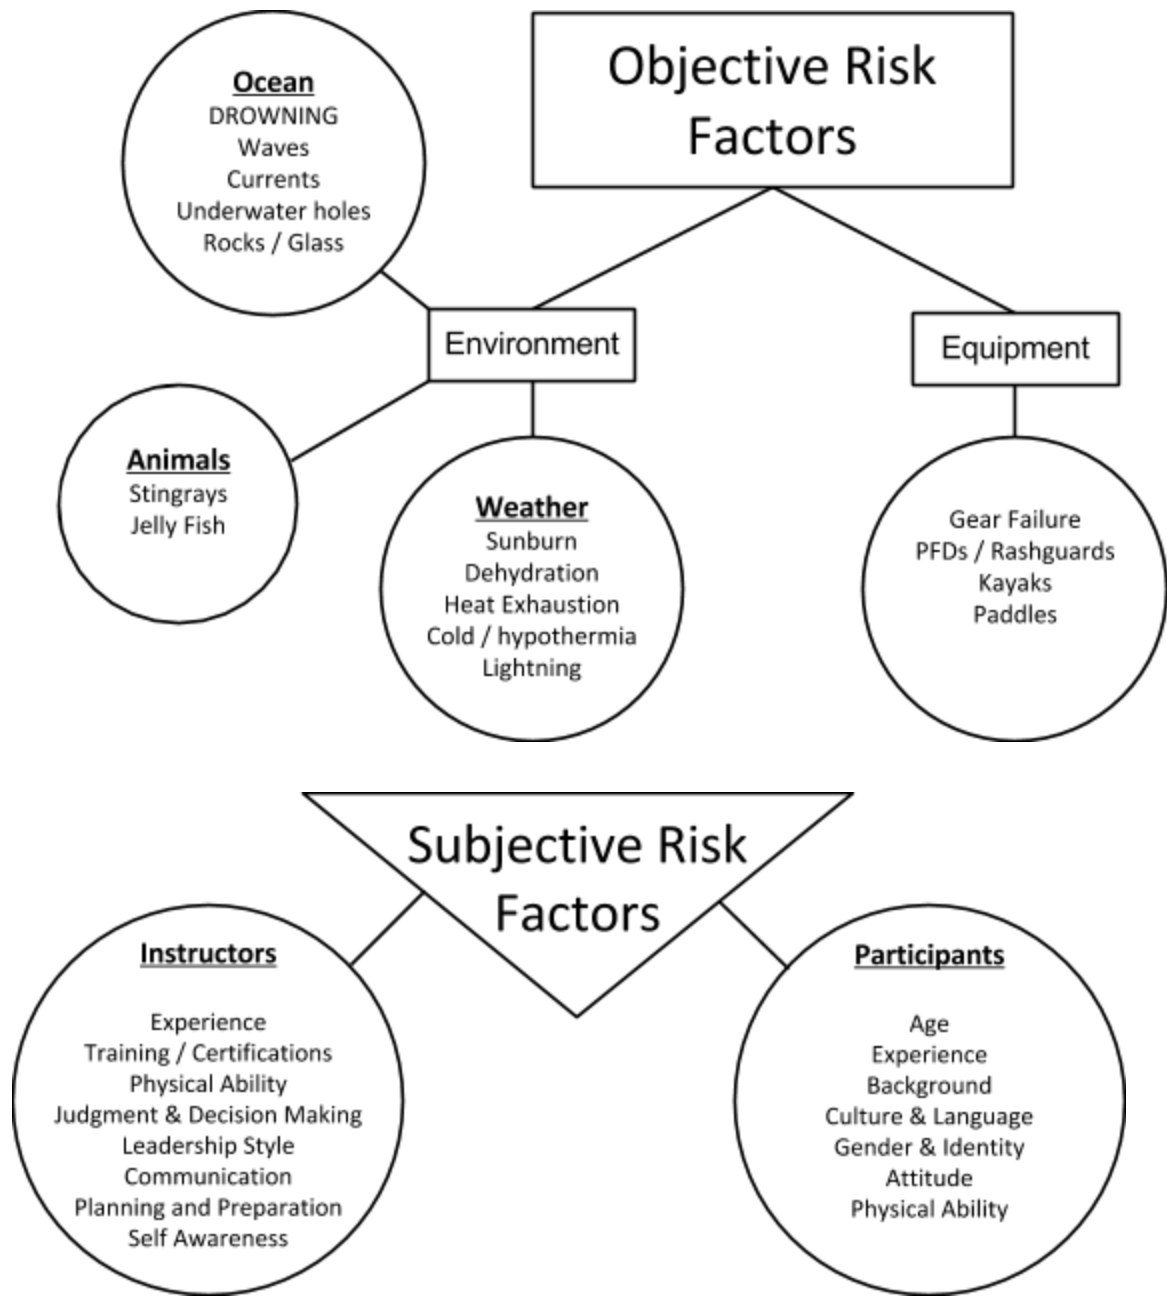 Objective Risk
Factors
Ocean
DROWNING
Waves
Currents
Underwater holes
Rocks / Glass
Environment
Equipment
Animals
Stingrays
Jelly Fish
Weather
Sunburn
Dehydration
Heat Exhaustion
Cold / hypothermia
Lightning
Gear Failure
PFDs / Rashguards
Kayaks
Paddles
Subjective Risk
Factors
Instructors
Experience
Training / Certifications
Physical Ability
Judgment & Decision Making
Leadership Style
Communication
Planning and Preparation
Self Awareness
Participants
Age
Experience
Background
Culture & Language
Gender & Identity
Attitude
Physical Ability